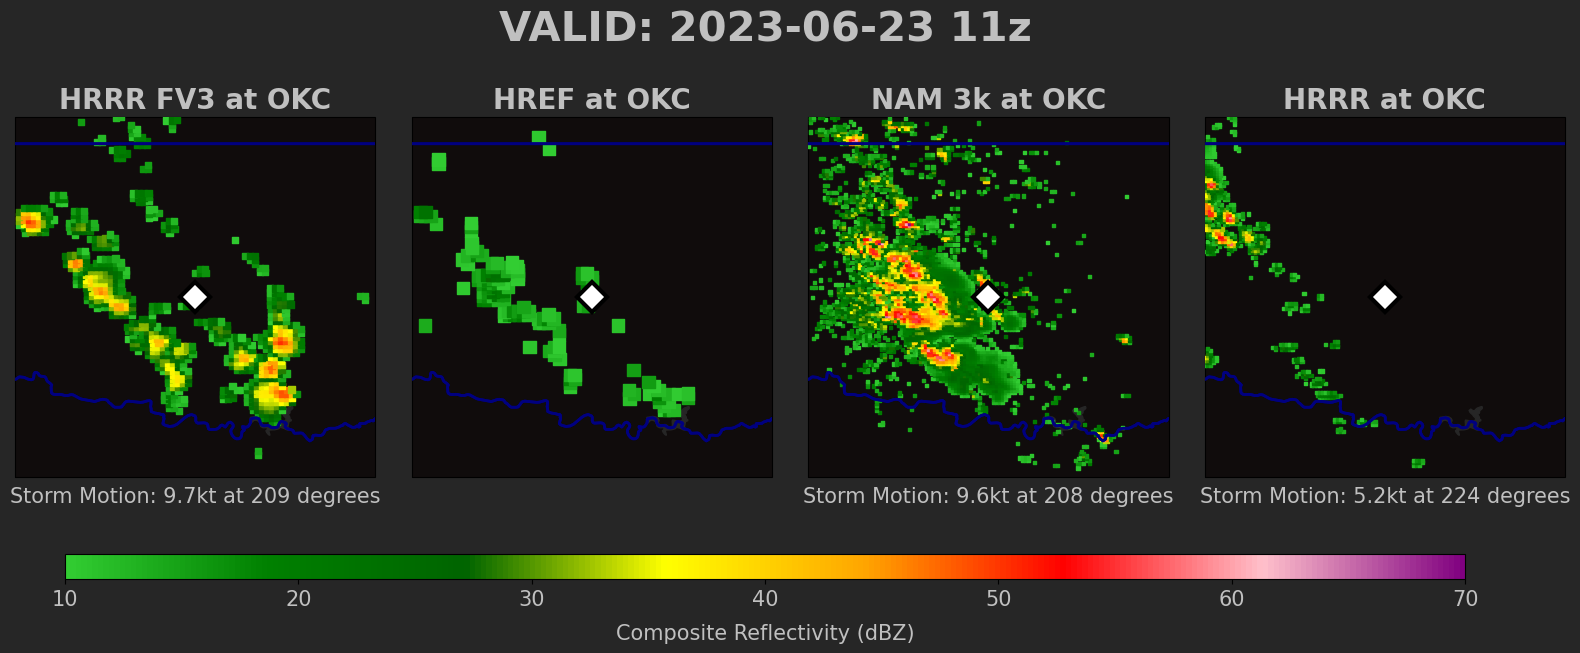 VALID: 2023-06-23 11z
HRRR FV3 at OKC
HREF at OKC
NAM 3k at OKC
HRRR at OKC
Storm Motion: 9.7kt at 209 degrees
Storm Motion: 9.6kt at 208 degrees
Storm Motion: 5.2kt at 224 degrees
10 20 30 40 50 60 70
Composite Reflectivity (dBZ)